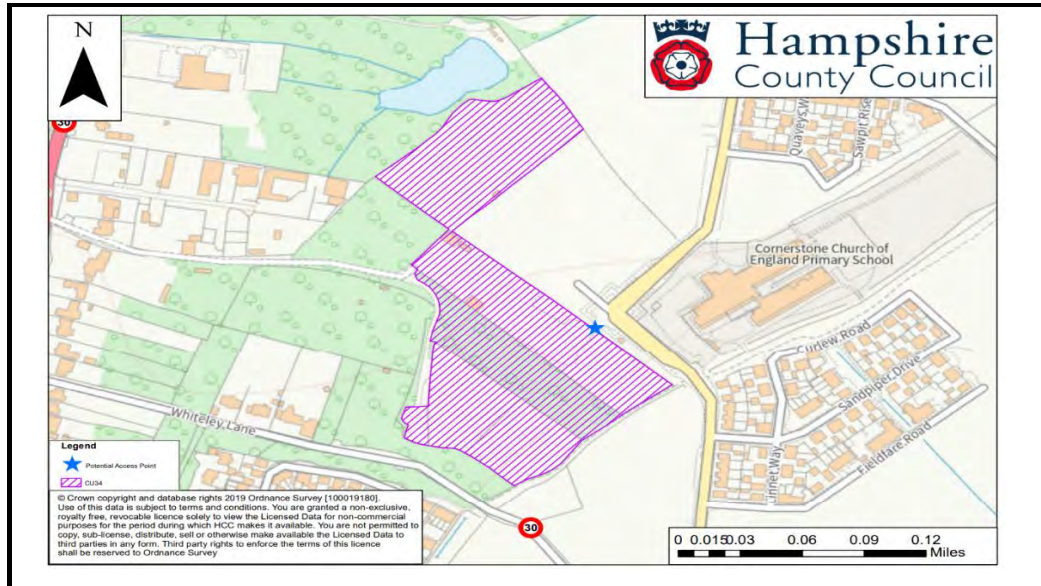 N
Hampshire
County Council
30
Quaveys W
Sawpit Rise
Cornerstone Church of
England Primary School
Curlew Road
Sandpiper Drive
Fieldfare Road
Linnet Way
Whiteley Lane
30
Legend
Potential Access Point
CU34
© Crown copyright and database rights 2019 Ordnance Survey [100019180].
Use of this data is subject to terms and conditions. You are granted a non-exclusive,
royalty free, revocable licence solely to view the Licensed Data for non-commercial
purposes for the period during which HCC makes it available. You are not permitted to
copy, sub-license, distribute, sell or otherwise make available the Licensed Data to
third parties in any form. Third party rights to enforce the terms of this licence
shall be reserved to Ordnance Survey
0 0.0150.03 0.06 0.09 0.12
Miles